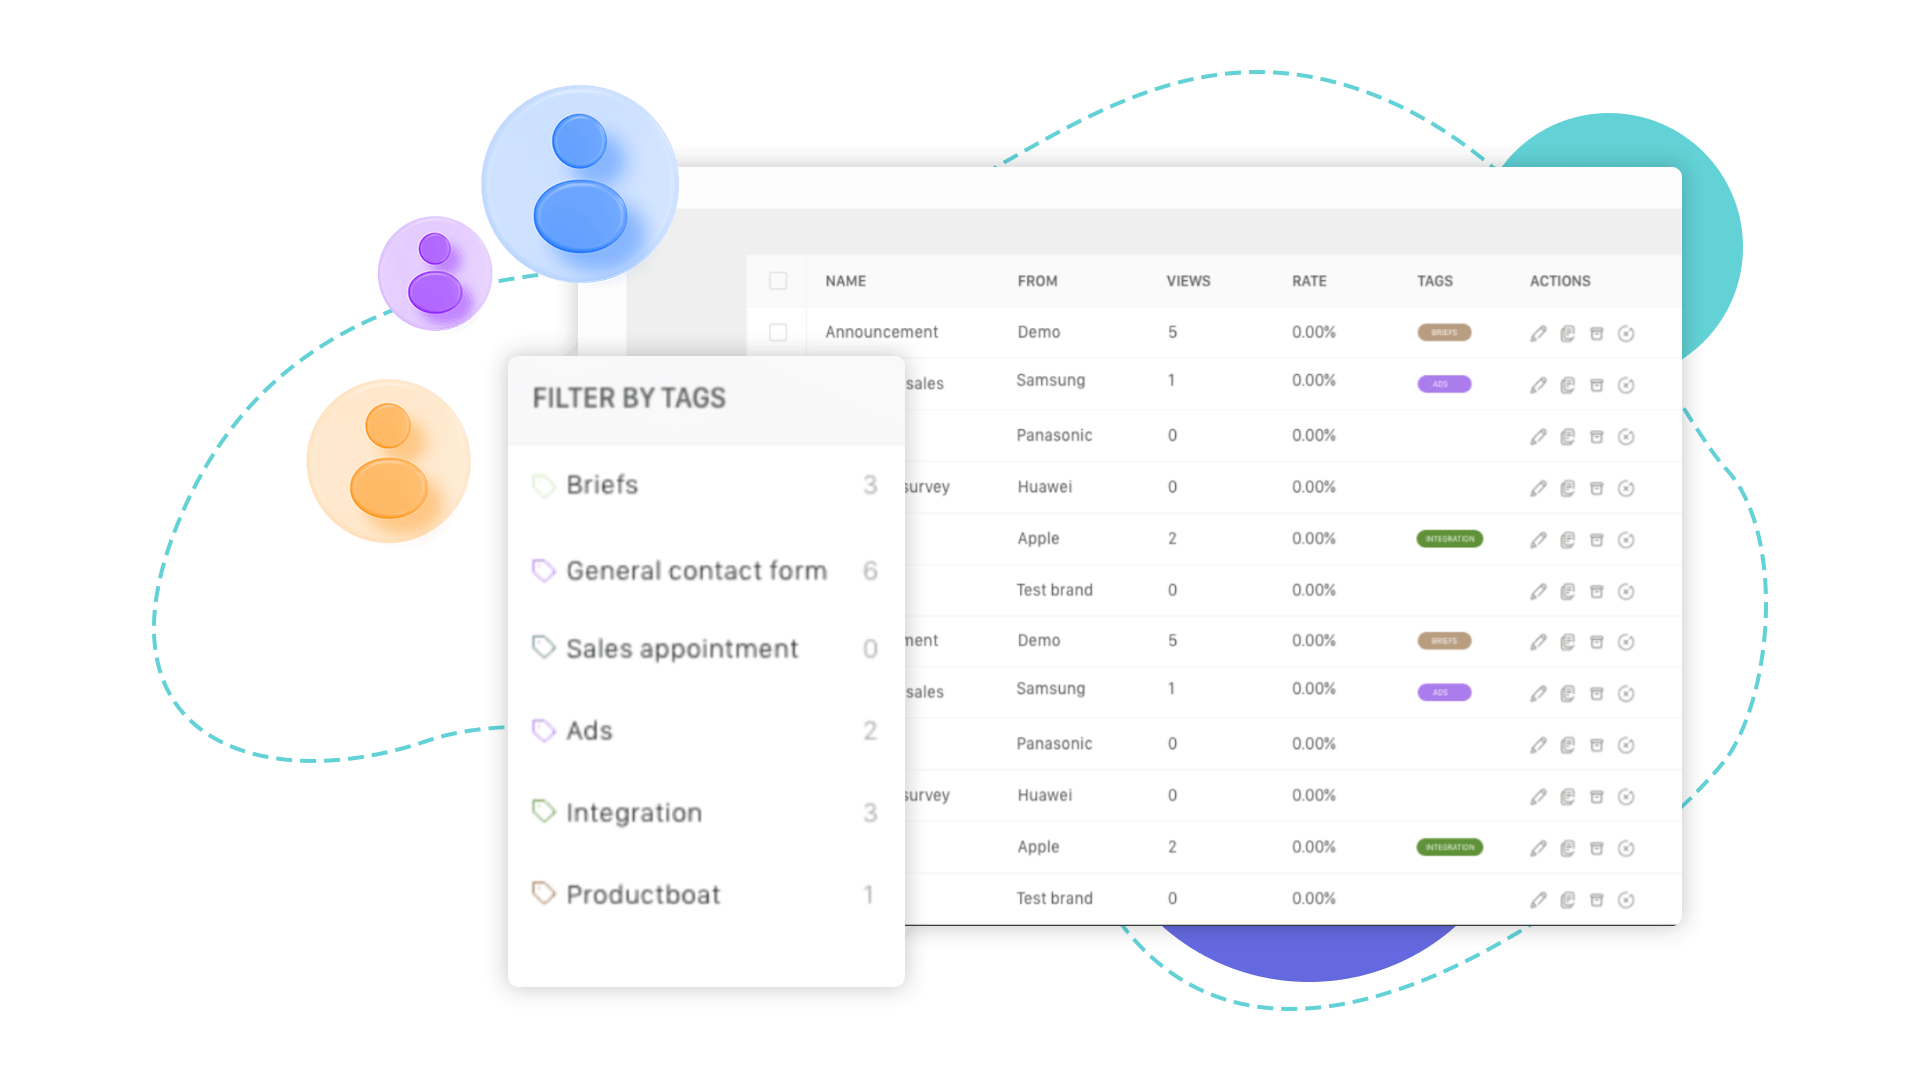 NAME FROM VIEWS RATE TAGS ACTIONS
Announcement Demo 5 0.00% BRIEFS
sales Samsung 1 0.00% ADS
Panasonic 0 0.00%
survey Huawei 0 0.00%
Apple 2 0.00% INTEGRATION
Test brand 0 0.00%
ment Demo 5 0.00% BRIEFS
sales Samsung 1 0.00% ADS
Panasonic 0 0.00%
survey Huawei 0 0.00%
Apple 2 0.00% INTEGRATION
Test brand 0 0.00%
FILTER BY TAGS
Briefs 3
General contact form 6
Sales appointment 0
Ads 2
Integration 3
Productboat 1